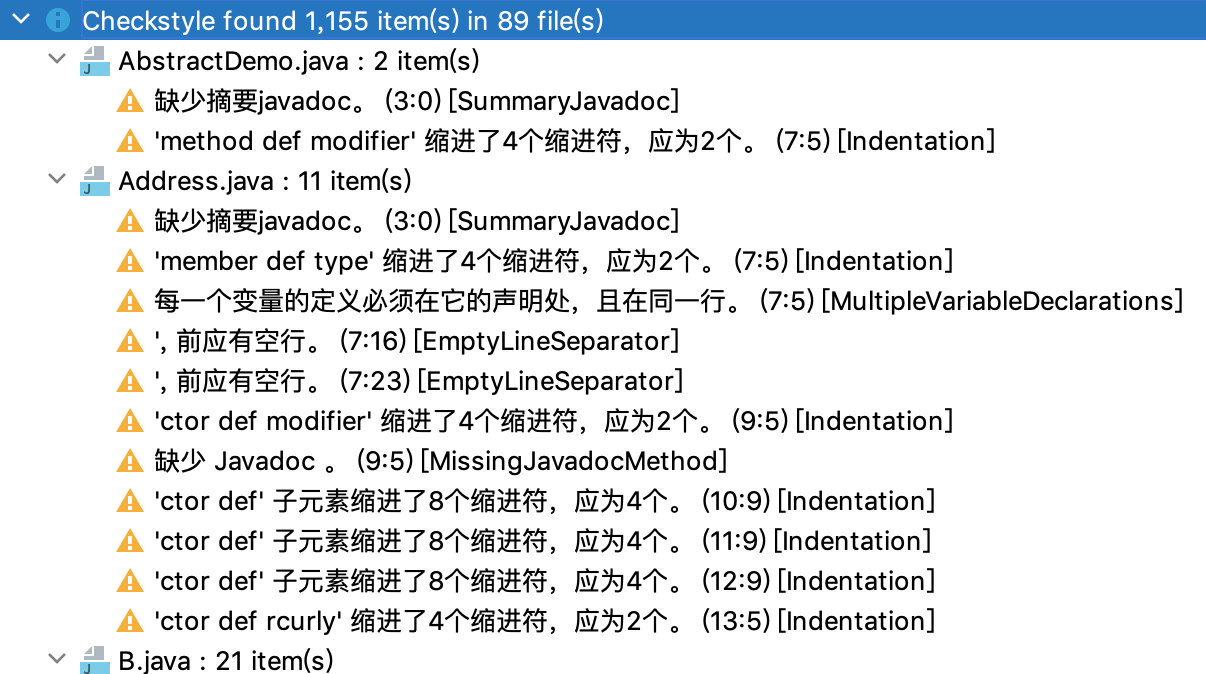 Checkstyle found 1,155 item(s) in 89 file(s)
AbstractDemo.java : 2 item(s)
缺少摘要javadoc。 (3:0) [SummaryJavadoc]
'method def modifier' 缩进了4个缩进符，应为2个。 (7:5) [Indentation]
Address.java : 11 item(s)
缺少摘要javadoc。 (3:0) [SummaryJavadoc]
'member def type' 缩进了4个缩进符，应为2个。 (7:5) [Indentation]
每一个变量的定义必须在它的声明处，且在同一行。 (7:5) [MultipleVariableDeclarations]
', 前应有空行。 (7:16) [EmptyLineSeparator]
', 前应有空行。 (7:23) [EmptyLineSeparator]
'ctor def modifier' 缩进了4个缩进符，应为2个。 (9:5) [Indentation]
缺少 Javadoc 。 (9:5) [MissingJavadocMethod]
'ctor def' 子元素缩进了8个缩进符，应为4个。 (10:9) [Indentation]
'ctor def' 子元素缩进了8个缩进符，应为4个。 (11:9) [Indentation]
'ctor def' 子元素缩进了8个缩进符，应为4个。 (12:9) [Indentation]
'ctor def rcurly' 缩进了4个缩进符，应为2个。 (13:5) [Indentation]
B.java : 21 item(s)